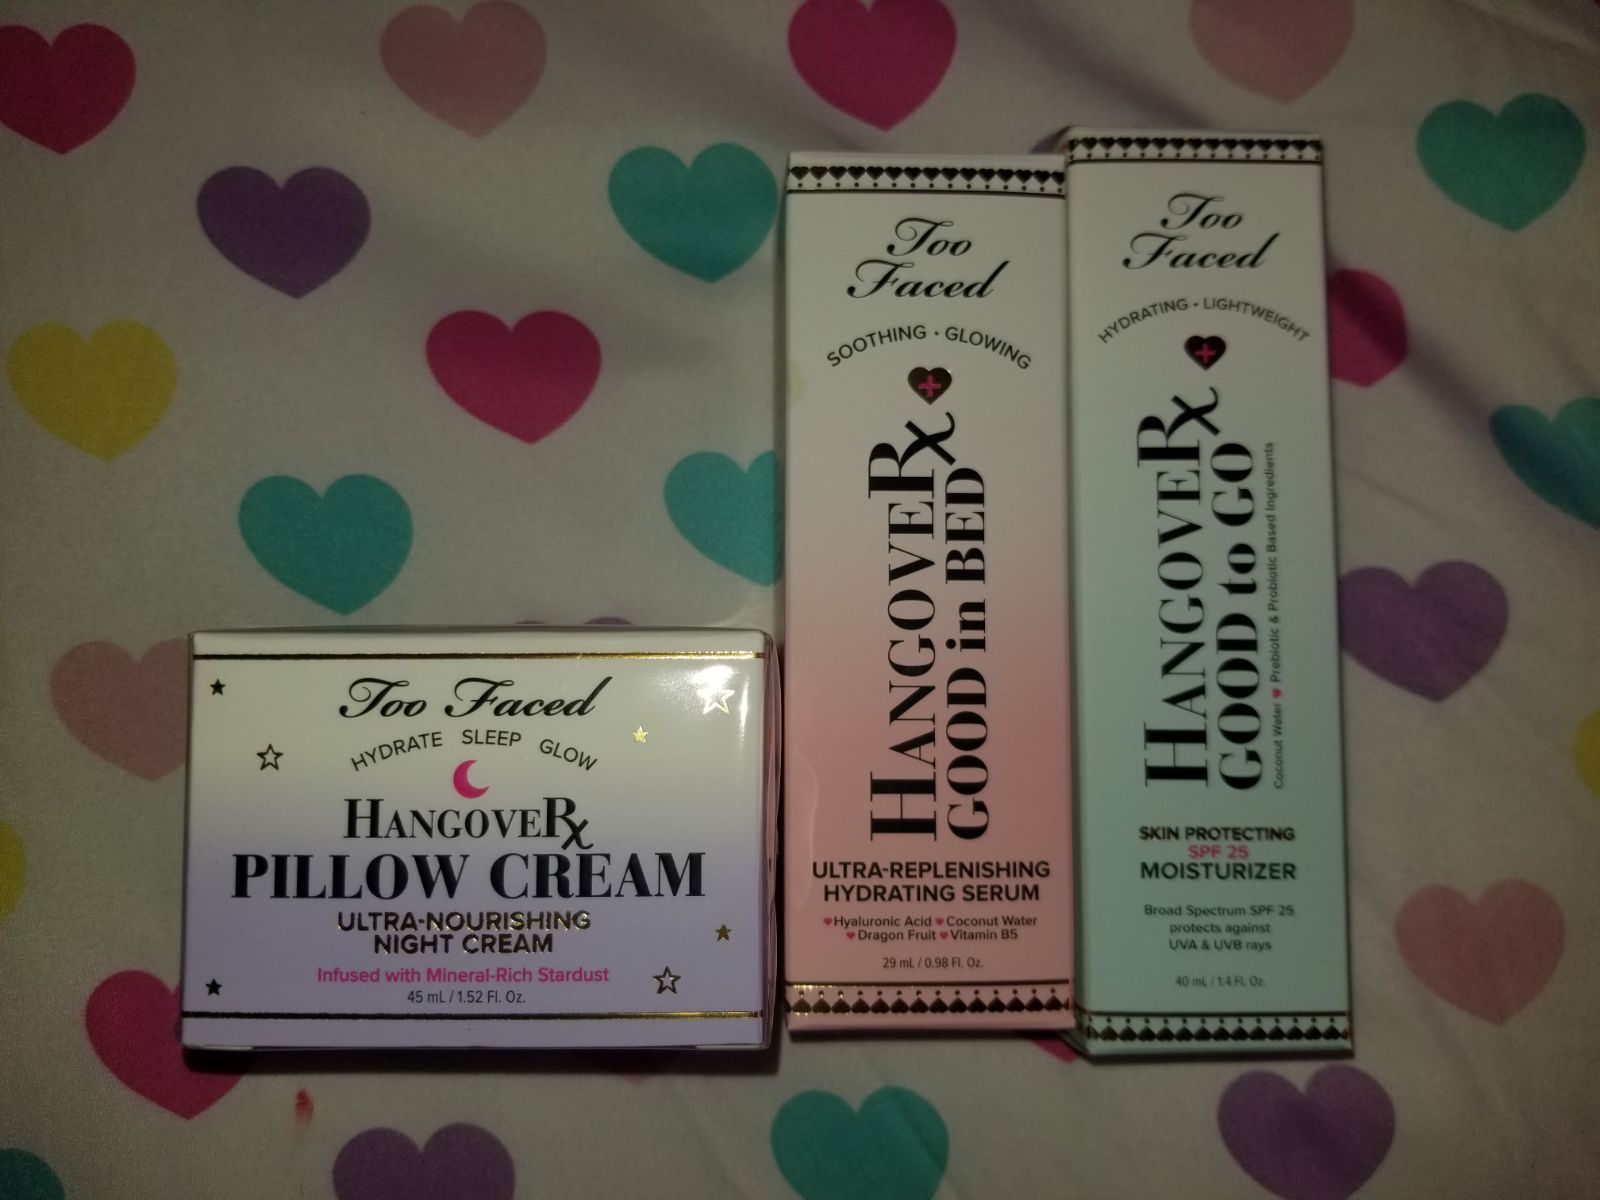 Too Faced
HYDRATE SLEEP GLOW
HANGOVERx
PILLOW CREAM
ULTRA-NOURISHING
NIGHT CREAM
Infused with Mineral-Rich Stardust
45 mL / 1.52 Fl. Oz.
Too
Faced
SOOTHING • GLOWING
HANGOVERx
GOOD in BED
ULTRA-REPLENISHING
HYDRATING SERUM
♥Hyaluronic Acid ♥ Coconut Water
♥Dragon Fruit ♥ Vitamin B5
29 mL / 0.98 Fl. Oz.
Too
Faced
HYDRATING • LIGHTWEIGHT
HANGOVERx
GOOD to GO
Coconut Water ♥ Prebiotic & Probiotic Based Ingredients
SKIN PROTECTING
SPF 25
MOISTURIZER
Broad Spectrum SPF 25
protects against
UVA & UVB rays
40 mL / 1.4 Fl. Oz.